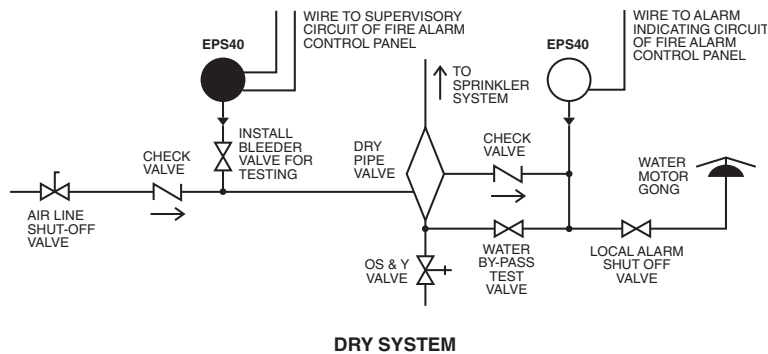 WIRE TO SUPERVISORY
CIRCUIT OF FIRE ALARM
CONTROL PANEL
EPS40
WIRE TO ALARM
INDICATING CIRCUIT
OF FIRE ALARM
CONTROL PANEL
EPS40
TO
SPRINKLER
SYSTEM
INSTALL
BLEEDER
VALVE FOR
TESTING
CHECK
VALVE
DRY
PIPE
VALVE
CHECK
VALVE
WATER
MOTOR
GONG
AIR LINE
SHUT-OFF
VALVE
OS & Y
VALVE
WATER
BY-PASS
TEST
VALVE
LOCAL ALARM
SHUT OFF
VALVE
DRY SYSTEM